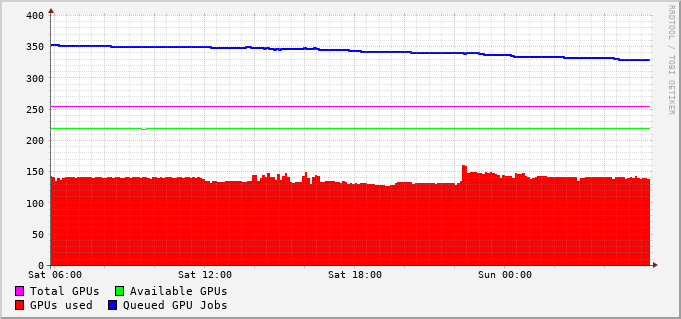 400
350
300
250
200
150
100
50
0
Sat 06:00 Sat 12:00 Sat 18:00 Sun 00:00
Total GPUs Available GPUs
GPUs used Queued GPU Jobs
RRDTOOL / TOBI OETIKER